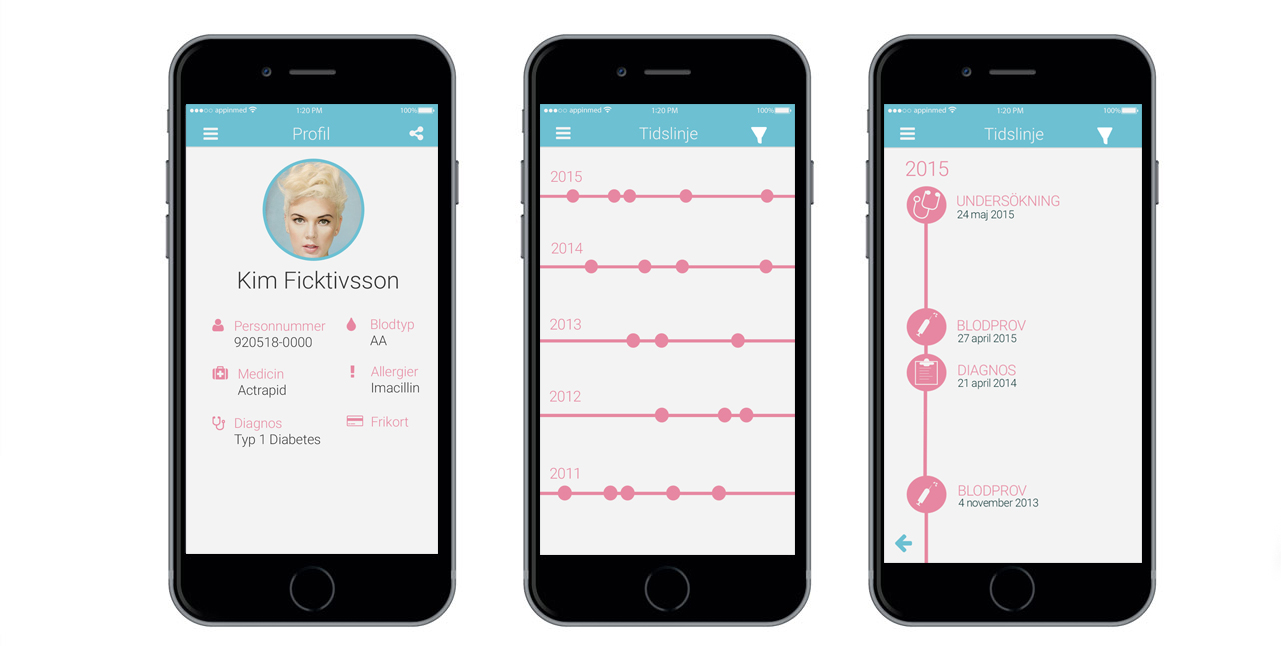 appinmed 1:20 PM 100%
Profil
Kim Ficktivsson
Personnummer
920518-0000
Blodtyp
AA
Medicin
Actrapid
Allergier
Imacillin
Diagnos
Typ 1 Diabetes
Frikort
appinmed 1:20 PM 100%
Tidslinje
2015
2014
2013
2012
2011
appinmed 1:20 PM 100%
Tidslinje
2015
UNDERSÖKNING
24 maj 2015
BLODPROV
27 april 2015
DIAGNOS
21 april 2014
BLODPROV
4 november 2013